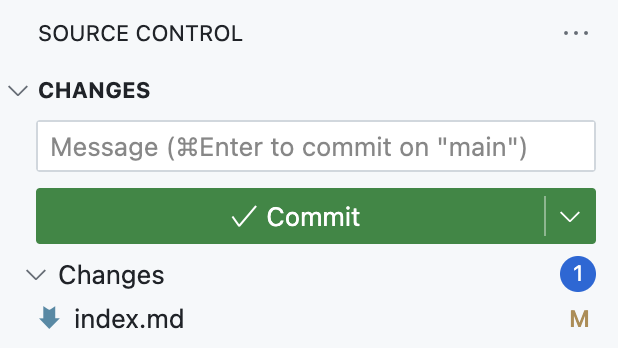 SOURCE CONTROL
CHANGES
Message (⌘Enter to commit on "main")
Commit
Changes 1
index.md M